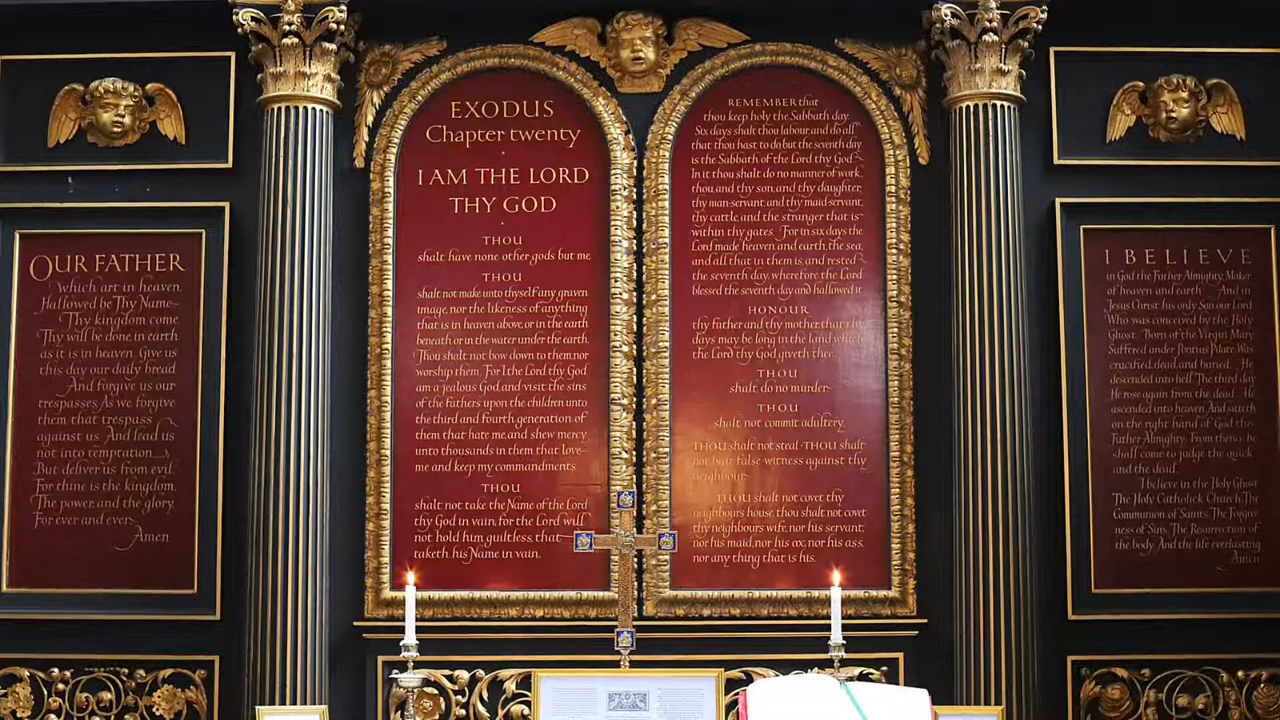 OUR FATHER
which art in heaven.
Hallowed be Thy Name
Thy kingdom come
Thy will be done, in earth
as it is in heaven. Give us
this day our daily bread
And forgive us our
trespasses. As we forgive
them that trespass
against us. And lead us
not into temptation
But deliver us from evil.
For thine is the kingdom,
The power, and the glory,
For ever and ever.
Amen
EXODUS
Chapter twenty
I AM THE LORD
THY GOD
THOU
shalt have none other gods but me
THOU
shalt not make unto thyself any graven
image, nor the likeness of anything
that is in heaven above, or in the earth
beneath or in the water under the earth.
Thou shalt not bow down to them, nor
worship them. For I the Lord thy God
am a jealous God, and visit the sins
of the fathers upon the children unto
the third and fourth generation of
them that hate me, and shew mercy
unto thousands in them that love
me and keep my commandments.
THOU
shalt not take the Name of the Lord
thy God in vain, for the Lord will
not hold him guiltless, that
taketh his Name in vain.
REMEMBER that
thou keep holy the Sabbath day.
Six days shalt thou labour, and do all
that thou hast to do but the seventh day
is the Sabbath of the Lord thy God
In it thou shalt do no manner of work,
thou, and thy son, and thy daughter,
thy man-servant, and thy maid-servant,
thy cattle, and the stranger that is
within thy gates. For in six days the
Lord made heaven and earth, the sea,
and all that in them is, and rested
the seventh day, wherefore the Lord
blessed the seventh day and hallowed it
HONOUR
thy father and thy mother, that thy
days may be long in the land which
the Lord thy God giveth thee.
THOU
shalt do no murder
THOU
shalt not commit adultery.
THOU shalt not steal · THOU shalt
not bear false witness against thy
neighbour
THOU shalt not covet thy
neighbours house, thou shalt not covet
thy neighbours wife, nor his servant,
nor his maid, nor his ox, nor his ass,
nor any thing that is his.
I BELIEVE
in God the Father Almighty, Maker
of heaven and earth And in
Jesus Christ his only Son our Lord
Who was conceived by the Holy
Ghost. Born of the Virgin Mary
Suffered under Pontius Pilate. Was
crucified, dead, and buried. He
descended into hell. The third day
He rose again from the dead. He
ascended into heaven. And sitteth
on the right hand of God the
Father Almighty. From thence he
shall come to judge the quick
and the dead.
I believe in the Holy Ghost
The Holy Catholick Church, The
Communion of Saints, The Forgive
ness of Sins, The Resurrection of
the body, And the life everlasting
Amen